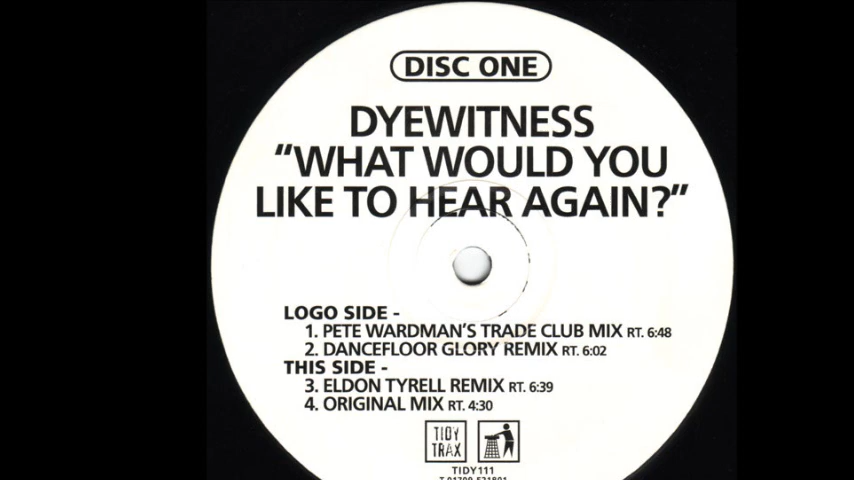 DISC ONE
DYEWITNESS
"WHAT WOULD YOU
LIKE TO HEAR AGAIN?"
LOGO SIDE -
1. PETE WARDMAN'S TRADE CLUB MIX RT. 6:48
2. DANCEFLOOR GLORY REMIX RT. 6:02
THIS SIDE -
3. ELDON TYRELL REMIX RT. 6:39
4. ORIGINAL MIX RT. 4:30
TIDY
TRAX
TIDY111